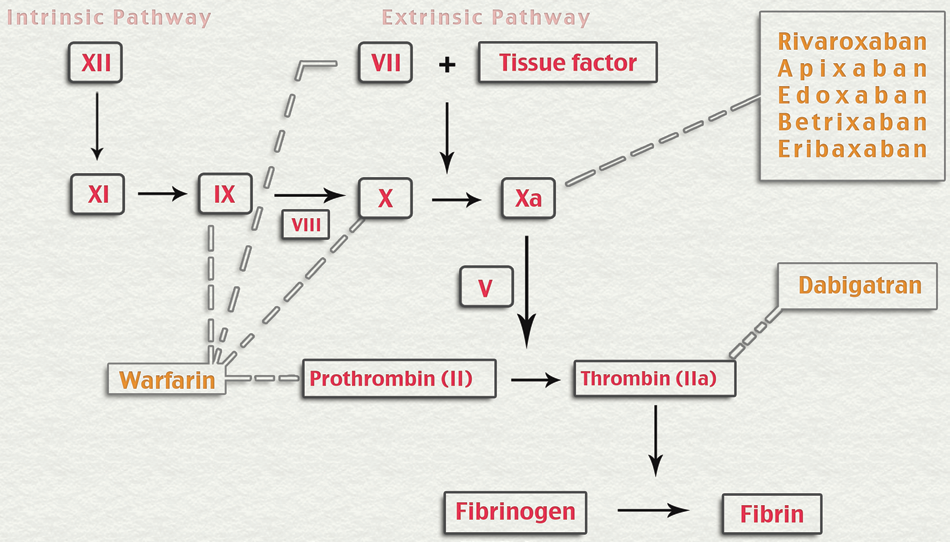 Intrinsic Pathway
Extrinsic Pathway
XII
VII
+
Tissue factor
Rivaroxaban
Apixaban
Edoxaban
Betrixaban
Eribaxaban
XI
IX
VIII
X
Xa
V
Dabigatran
Warfarin
Prothrombin (II)
Thrombin (IIa)
Fibrinogen
Fibrin